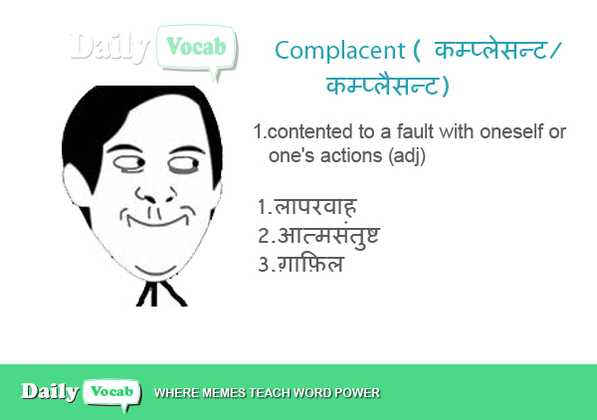 Daily Vocab
Complacent ( कम्प्लेसन्ट/
कम्प्लैसन्ट)
1.contented to a fault with oneself or
one's actions (adj)
1.लापरवाह
2.आत्मसंतुष्ट
3.ग़ाफ़िल
Daily Vocab WHERE MEMES TEACH WORD POWER